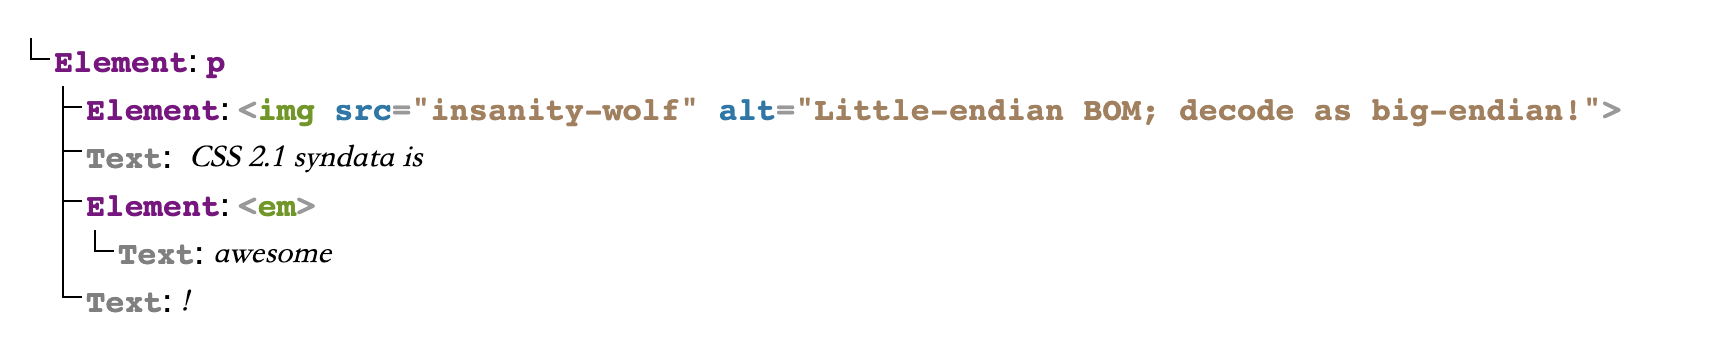 Element: p
Element: <img src="insanity-wolf" alt="Little-endian BOM; decode as big-endian!">
Text: CSS 2.1 syndata is
Element: <em>
Text: awesome
Text: !